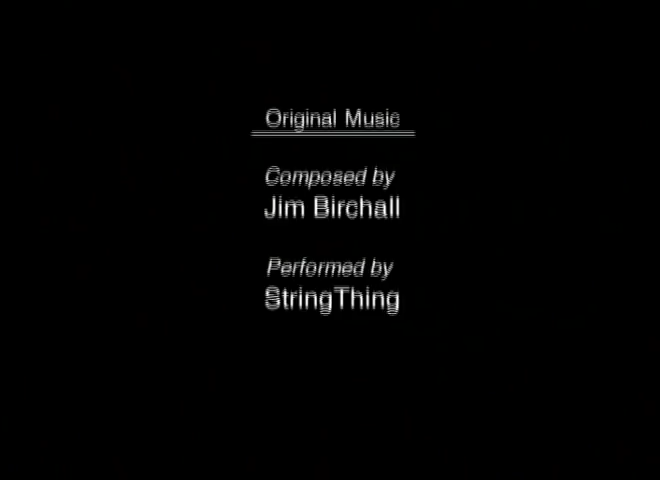 Original Music
Composed by
Jim Birchall
Performed by
StringThing